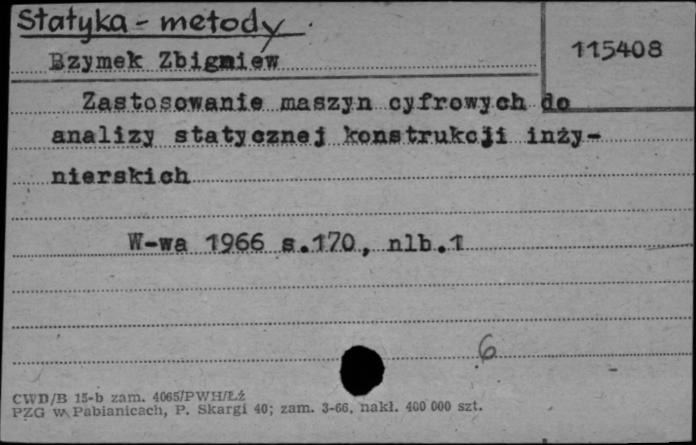 Statyka - metody.
115408
Bzymek Zbigniew
Zastosowanie maszyn cyfrowych do
analizy statycznej konstrukcji inży-
nierskich
W-wa 1966 s.170, nlb.1
6
CWD/B 15-b zam. 4065/PWH/Łź
PZG w Pabianicach, P. Skargi 40; zam. 3-66, nakł. 400 000 szt.